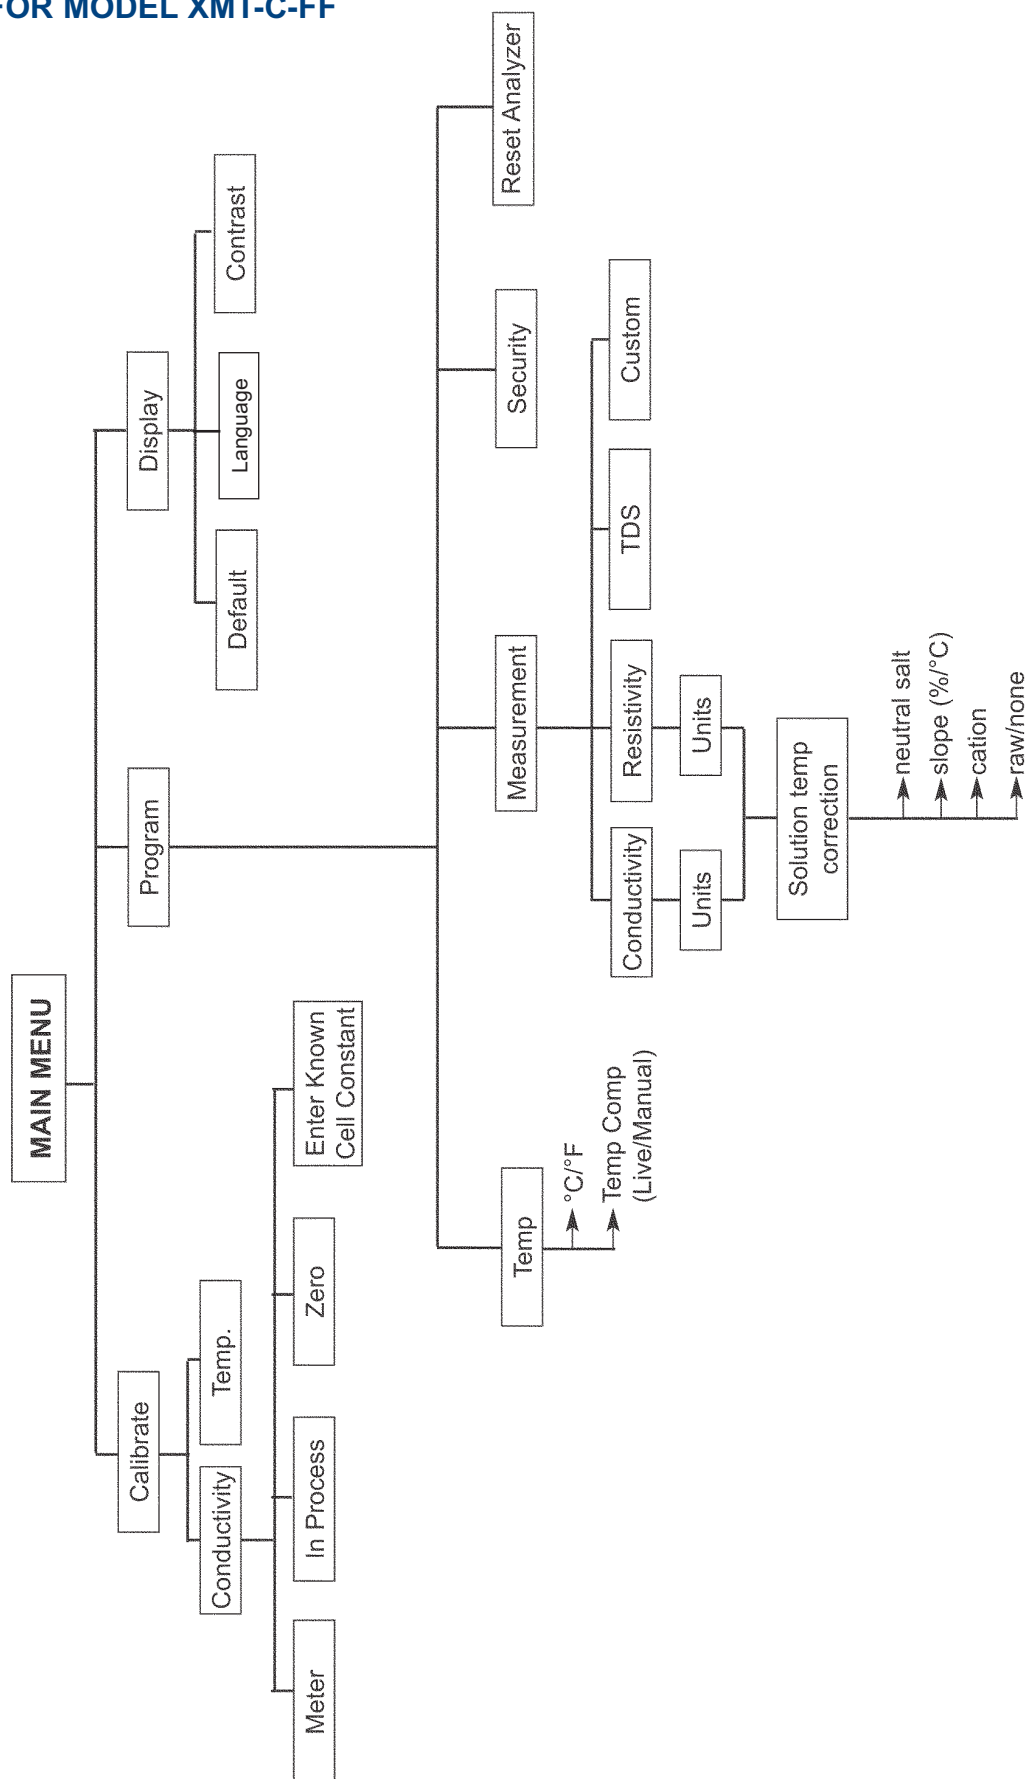 FOR MODEL XMT-C-FF
MAIN MENU
Calibrate
Program
Display
Conductivity
Temp.
Default
Language
Contrast
Meter
In Process
Zero
Enter Known
Cell Constant
Temp
Measurement
Security
Reset Analyzer
°C/°F
Temp Comp
(Live/Manual)
Conductivity
Resistivity
TDS
Custom
Units
Units
Solution temp
correction
neutral salt
slope (%/°C)
cation
raw/none